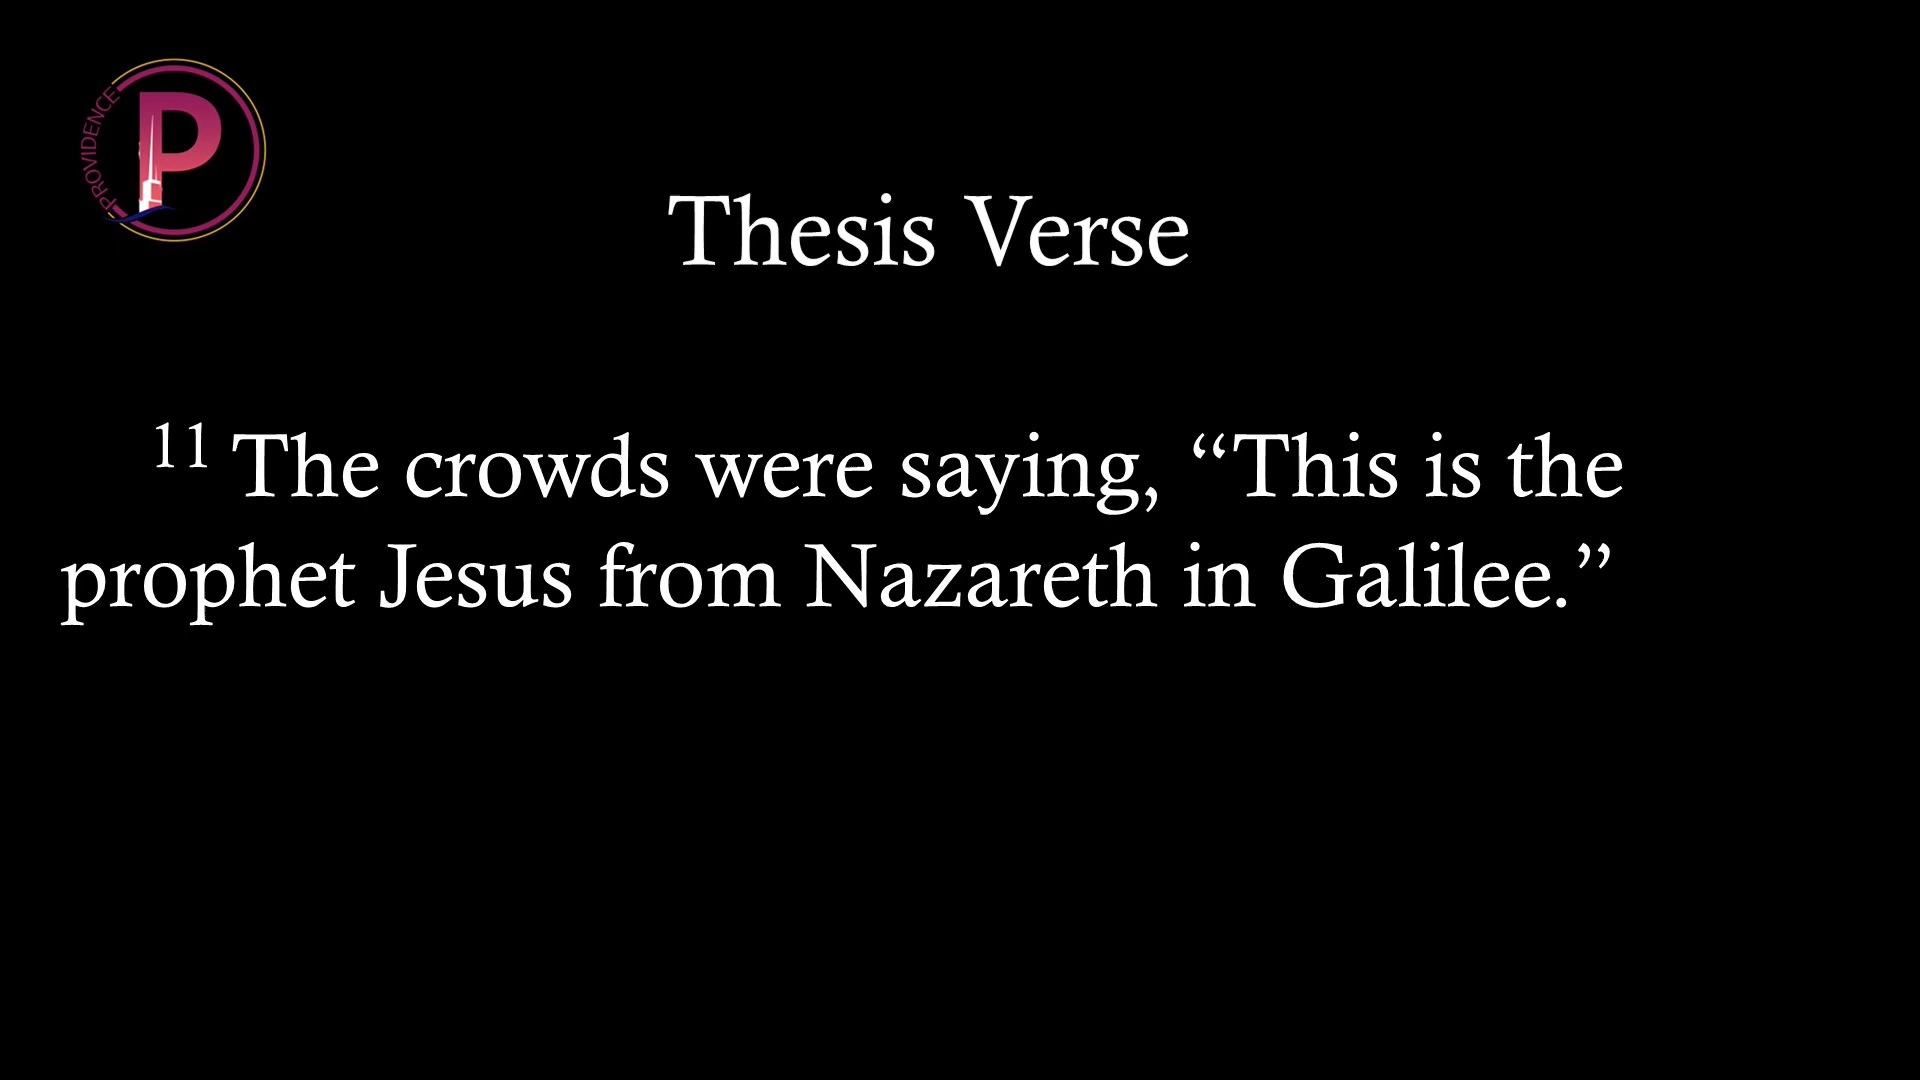 PROVIDENCE
P
Thesis Verse
11 The crowds were saying, “This is the
prophet Jesus from Nazareth in Galilee.”